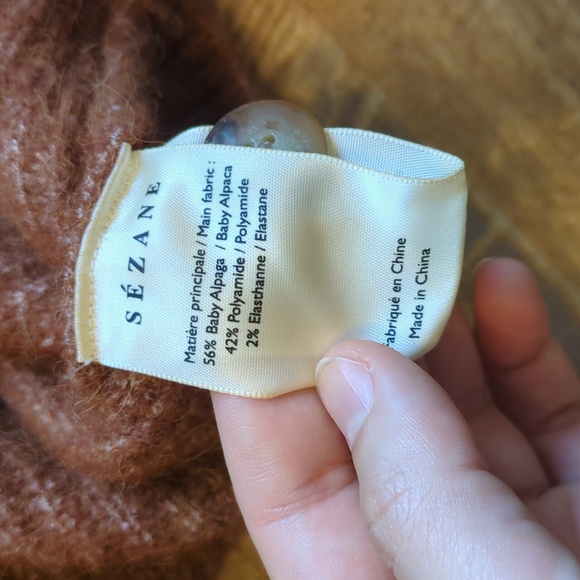 SÉZANE
Matière principale / Main fabric :
56% Baby Alpaga / Baby Alpaca
42% Polyamide / Polyamide
2% Elasthanne / Elastane
abriqué en Chine
Made in China